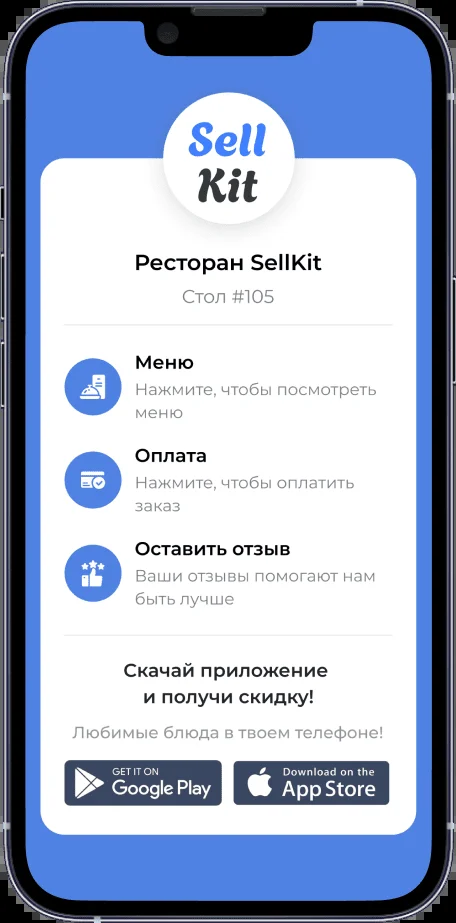 Sell
Kit
Ресторан SellKit
Стол #105
Меню
Нажмите, чтобы посмотреть
меню
Оплата
Нажмите, чтобы оплатить
заказ
Оставить отзыв
Ваши отзывы помогают нам
быть лучше
Скачай приложение
и получи скидку!
Любимые блюда в твоем телефоне!
GET IT ON
Google Play
Download on the
App Store